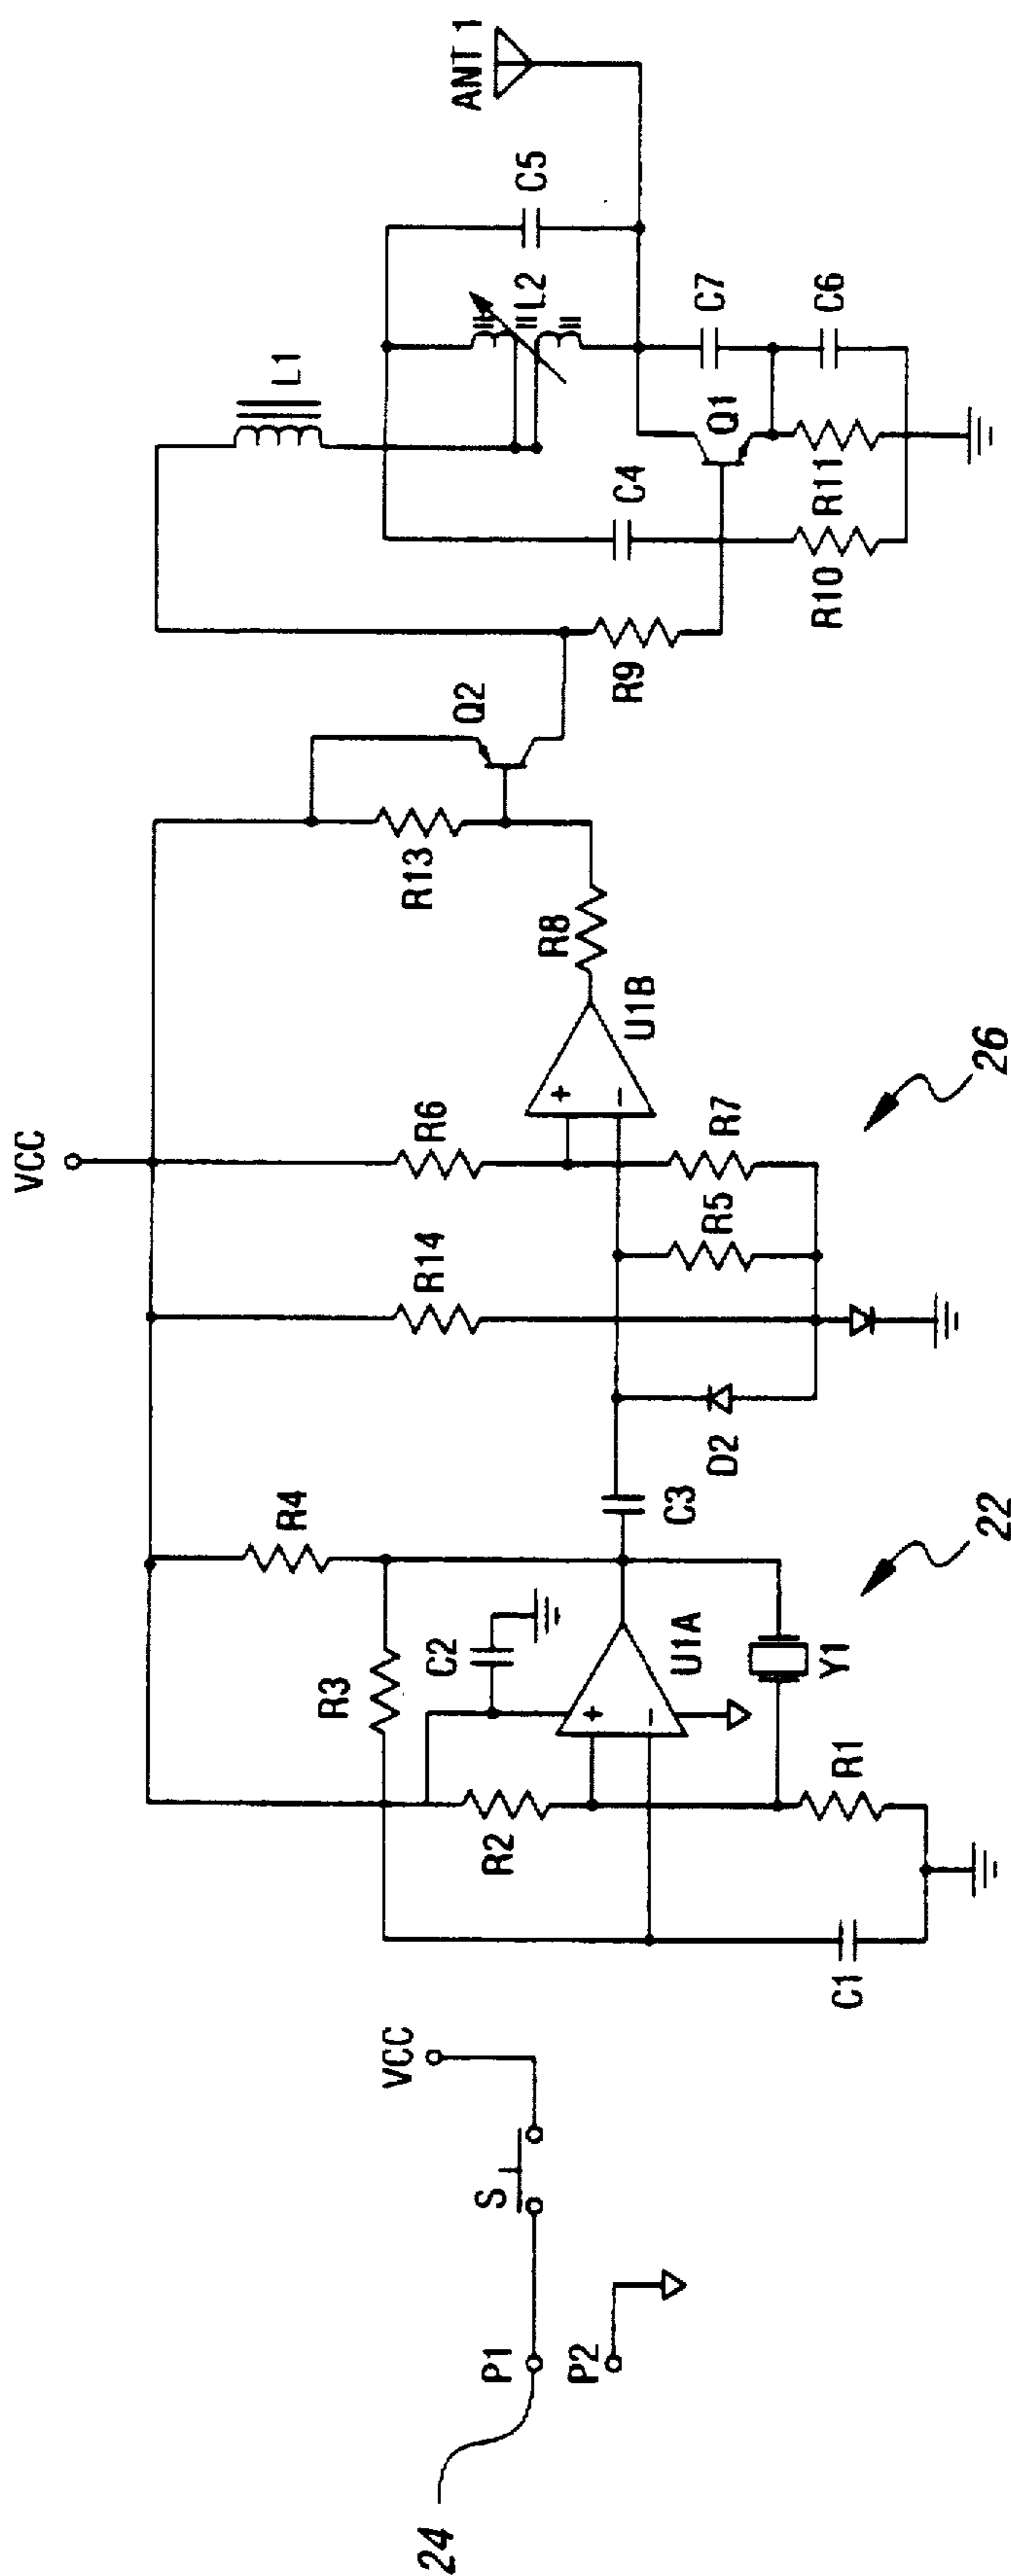 24
P1
P2
S
VCC
C1
R2
R1
R3
C2
U1A
Y1
R4
22
C3
D2
R14
R5
R6
R7
VCC
U1B
26
R8
R13
Q2
R9
R10
C4
R11
Q1
L1
L2
C7
C6
C5
ANT 1